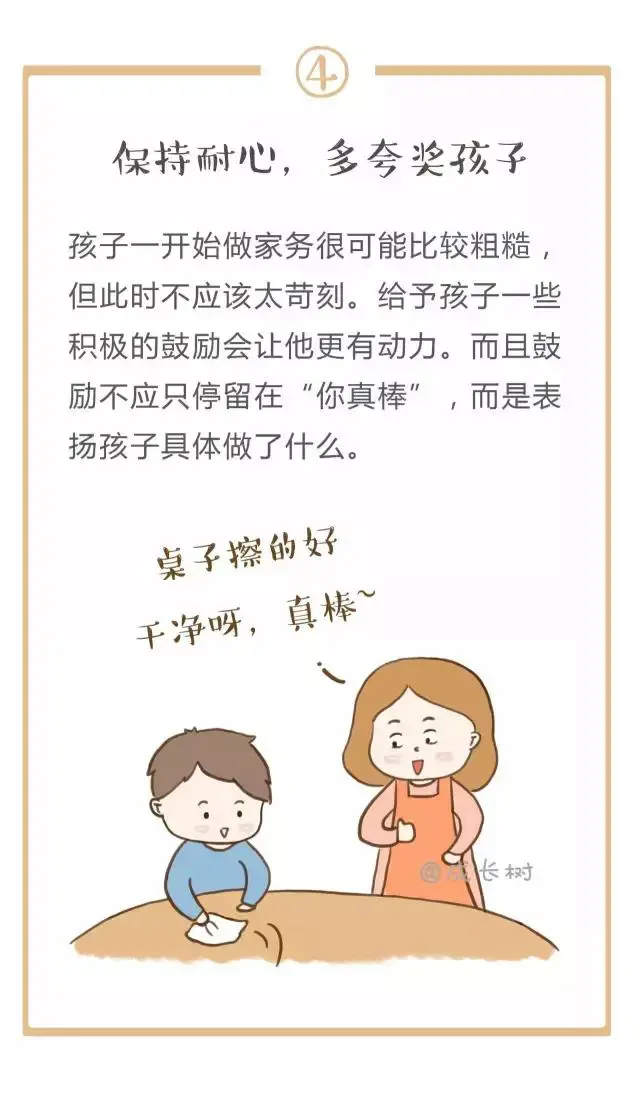 4
保持耐心，多夸奖孩子
孩子一开始做家务很可能比较粗糙，
但此时不应该太苛刻。给予孩子一些
积极的鼓励会让他更有动力。而且鼓
励不应只停留在“你真棒”，而是表
扬孩子具体做了什么。
桌子擦的好
干净呀，真棒~
@成长树